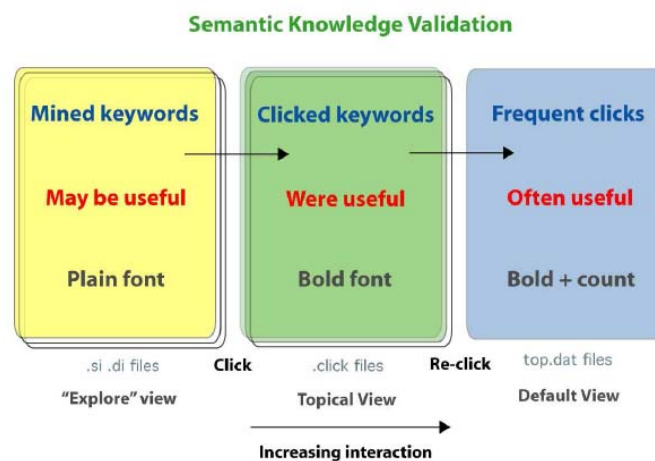 Semantic Knowledge Validation
Mined keywords
May be useful
Plain font
Clicked keywords
Were useful
Bold font
Frequent clicks
Often useful
Bold + count
.si .di files
Click
.click files
Re-click
top.dat files
“Explore” view
Topical View
Default View
Increasing interaction